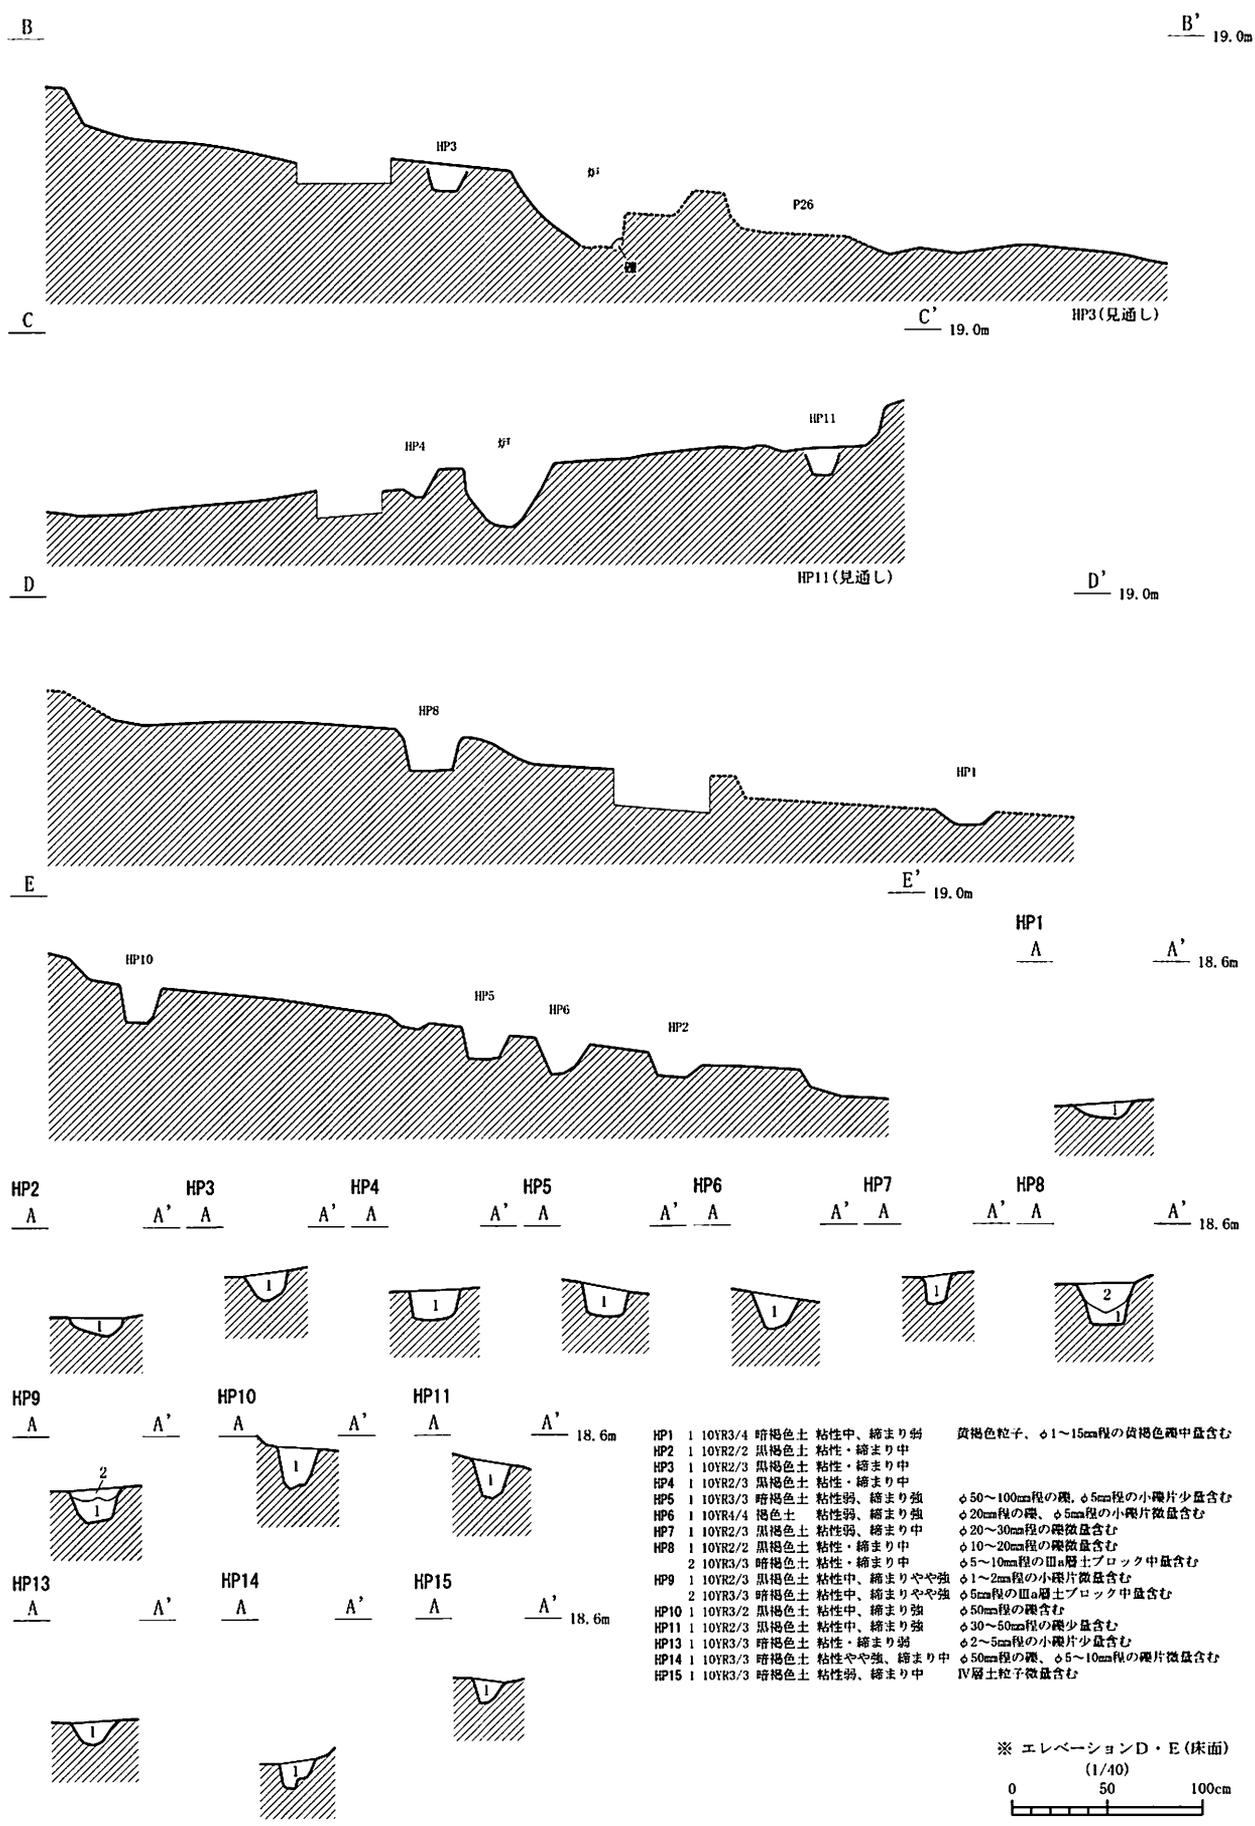 B B' 19.0m
HP3
炉
P26
礫
HP3(見通し)
C C' 19.0m
HP4
炉
HP11
HP11(見通し)
D D' 19.0m
HP8
HP1
E E' 19.0m
HP10
HP5
HP6
HP2
HP1
A A' 18.6m
1
HP2 HP3 HP4 HP5 HP6 HP7 HP8
A A' A A' A A' A A' A A' A A' A A' 18.6m
1 1 1 1 1 1 2 1
HP9 HP10 HP11
A A' A A' A A' 18.6m
2 1 1 1
HP13 HP14 HP15
A A' A A' A A' 18.6m
1 1 1
HP1 1 10YR3/4 暗褐色土 粘性中、締まり弱 黄褐色粒子、φ1～15㎜程の黄褐色礫中量含む
HP2 1 10YR2/2 黒褐色土 粘性・締まり中
HP3 1 10YR2/3 黒褐色土 粘性・締まり中
HP4 1 10YR2/3 黒褐色土 粘性・締まり中
HP5 1 10YR3/3 暗褐色土 粘性弱、締まり強 φ50～100㎜程の礫、φ5㎜程の小礫片少量含む
HP6 1 10YR4/4 褐色土 粘性弱、締まり強 φ20㎜程の礫、φ5㎜程の小礫片微量含む
HP7 1 10YR2/3 黒褐色土 粘性弱、締まり中 φ20～30㎜程の礫微量含む
HP8 1 10YR2/2 黒褐色土 粘性・締まり中 φ10～20㎜程の礫微量含む
2 10YR3/3 暗褐色土 粘性・締まり中 φ5～10㎜程のⅢa層土ブロック中量含む
HP9 1 10YR2/3 黒褐色土 粘性中、締まりやや強 φ1～2㎜程の小礫片微量含む
2 10YR3/3 暗褐色土 粘性中、締まりやや強 φ5㎜程のⅢa層土ブロック中量含む
HP10 1 10YR3/2 黒褐色土 粘性中、締まり強 φ50㎜程の礫含む
HP11 1 10YR2/3 黒褐色土 粘性中、締まり強 φ30～50㎜程の礫少量含む
HP13 1 10YR3/3 暗褐色土 粘性・締まり弱 φ2～5㎜程の小礫片少量含む
HP14 1 10YR3/3 暗褐色土 粘性やや強、締まり中 φ50㎜程の礫、φ5～10㎜程の礫片微量含む
HP15 1 10YR3/3 暗褐色土 粘性弱、締まり中 Ⅳ層土粒子微量含む
※ エレベーションD・E(床面)
(1/40)
0 50 100cm